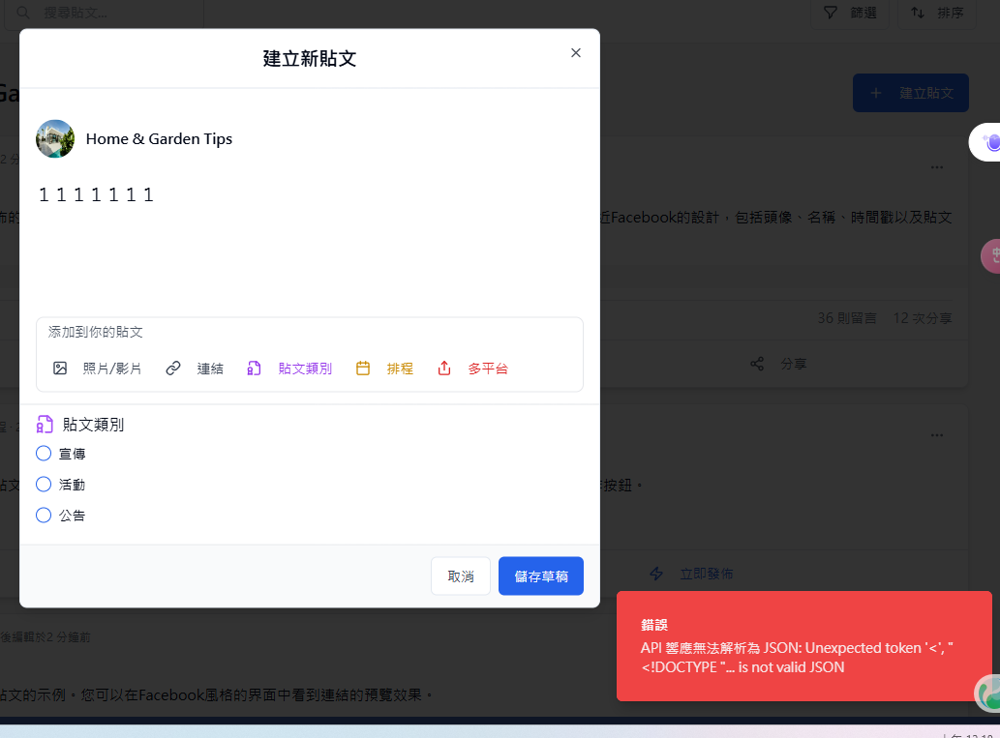 搜尋貼文...
篩選
排序
建立新貼文
建立貼文
Home & Garden Tips
1 1 1 1 1 1 1
近Facebook的設計，包括頭像、名稱、時間戳以及貼文
添加到你的貼文
36 則留言 12 次分享
照片/影片 連結 貼文類別 排程 多平台
分享
貼文類別
宣傳
活動
按鈕。
公告
取消 儲存草稿
立即發佈
錯誤
後編輯於2 分鐘前
API 響應無法解析為 JSON: Unexpected token '<', "
<!DOCTYPE "... is not valid JSON
貼文的示例。您可以在Facebook風格的界面中看到連結的預覽效果。